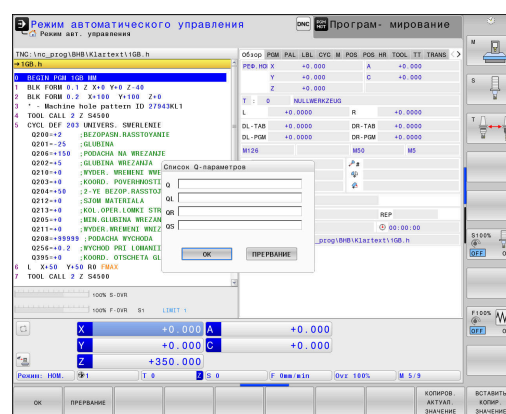 Режим автоматического управления
Режим авт. управления
DNC
Програм- мирование
TNC:\nc_prog\BHB\Klartext\1GB.h
→1GB.h
0 BEGIN PGM 1GB MM
1 BLK FORM 0.1 Z X+0 Y+0 Z-40
2 BLK FORM 0.2 X+100 Y+100 Z+0
3 * - Machine hole pattern ID 27943KL1
4 TOOL CALL 2 Z S4500
5 CYCL DEF 203 UNIVERS. SWERLENIE
Q200=+2 ;BEZOPASN.RASSTOYANIE
Q201=-25 ;GLUBINA
Q206=+150 ;PODACHA NA WREZANJE
Q202=+5 ;GLUBINA WREZANJA
Q210=+0 ;WYDER. WREMENI WWE
Q203=+0 ;KOORD. POVERHNOSTI
Q204=+50 ;2-YE BEZOP.RASSTOJ
Q212=+0 ;SJOM MATERIALA
Q213=+0 ;KOL.OPER.LOMKI STR
Q205=+0 ;MIN.GLUBINA WREZAN
Q211=+0 ;WYDER.WREMENI WNIZ
Q208=+99999 ;PODACHA WYCHODA
Q256=+0.2 ;WYCHOD PRI LOMANII
Q395=+0 ;KOORD. OTSCHETA GL
6 L X+50 Y+50 R0 FMAX
7 TOOL CALL 2 Z S4500
100% S-OVR
100% F-OVR S1 LIMIT 1
Обзор PGM PAL LBL CYC M POS POS HR TOOL TT TRANS
РЕФ.НОМ X +0.000 A +0.000
Y +0.000 C +0.000
Z +0.000
T : 0 NULLWERKZEUG
L +0.0000 R +0.0000
DL-TAB +0.0000 DR-TAB +0.0000
DL-PGM +0.0000 DR-PGM +0.0000
M126 M50 M5
REP
00:00:00
_prog\BHB\Klartext\1GB.h
Список Q-параметров
Q
QL
QR
QS
OK
ПРЕРВАНИЕ
X +0.000 A +0.000
Y +0.000 C +0.000
Z +350.000
Режим: НОМ. 1 T 0 Z S 0 F 0mm/min Ovr 100% M 5/9
OK
ПРЕРВАНИЕ
КОПИРОВ. АКТУАЛ. ЗНАЧЕНИЕ
ВСТАВИТЬ КОПИР. ЗНАЧЕНИЕ
M
S
T
S100%
OFF
F100%
OFF